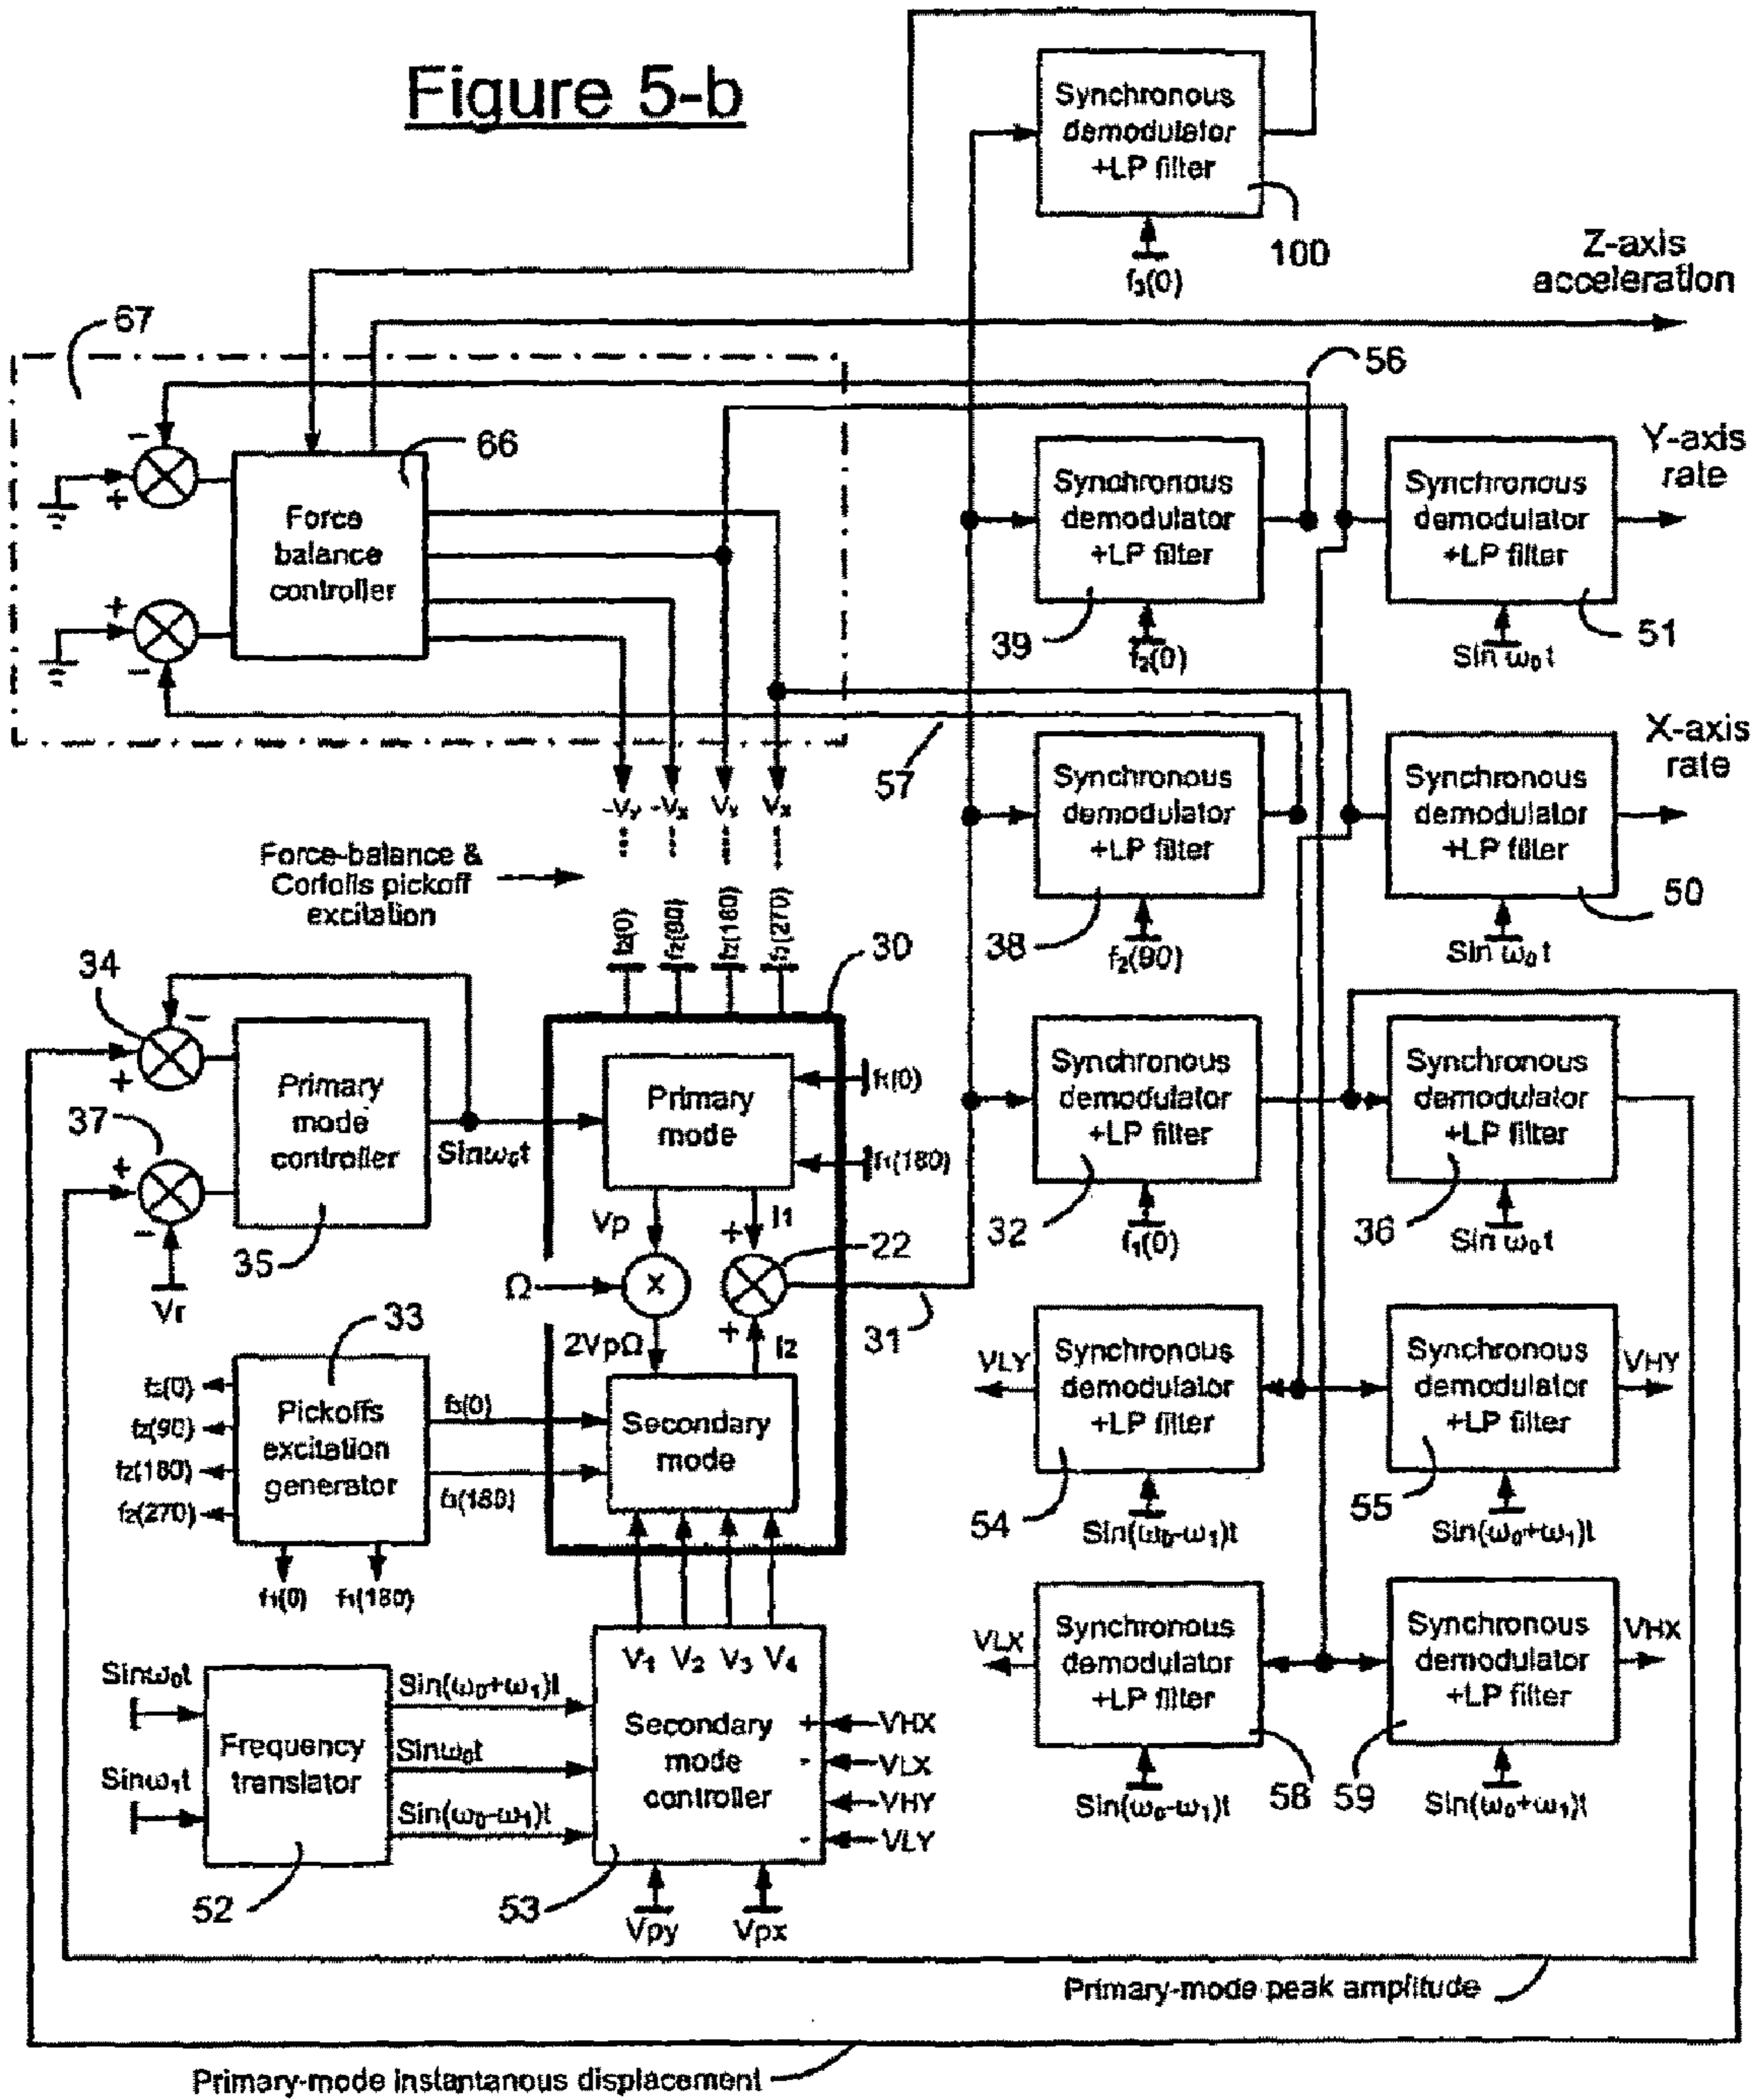 Figure 5-b
Synchronous
demodulator
+LP filter
100
f₃(0)
Z-axis
acceleration
67
56
-
+
66
Force
balance
controller
+
-
Synchronous
demodulator
+LP filter
39
f₂(0)
Synchronous
demodulator
+LP filter
51
Sin ω₀t
Y-axis
rate
57
Synchronous
demodulator
+LP filter
38
f₂(90)
Synchronous
demodulator
+LP filter
50
Sin ω₀t
X-axis
rate
-Vₓ
Vₓ
Force-balance &
Coriolis pickoff
excitation
f₂(0)
f₂(90)
f₂(180)
f₂(270)
30
34
-
+
Primary
mode
controller
35
37
+
-
Vr
Sinω₀t
Primary
mode
f₁(0)
f₁(180)
Vp
I1
+
22
Ω
X
2VpΩ
+
I2
31
Secondary
mode
Synchronous
demodulator
+LP filter
32
f₁(0)
Synchronous
demodulator
+LP filter
36
Sin ω₀t
33
Pickoffs
excitation
generator
f₂(0)
f₂(90)
f₂(180)
f₂(270)
f₃(0)
f₃(180)
f₁(0)
f₁(180)
VLY
Synchronous
demodulator
+LP filter
54
Sin(ω₀-ω₁)t
Synchronous
demodulator
+LP filter
55
Sin(ω₀+ω₁)t
VHY
Sinω₀t
Sinω₁t
Frequency
translator
52
Sin(ω₀+ω₁)t
Sinω₀t
Sin(ω₀-ω₁)t
V₁ V₂ V₃ V₄
Secondary
mode
controller
53
+ VHX
- VLX
VHY
- VLY
Vpy
Vpx
VLX
Synchronous
demodulator
+LP filter
58
Sin(ω₀-ω₁)t
Synchronous
demodulator
+LP filter
59
Sin(ω₀+ω₁)t
VHX
Primary-mode peak amplitude
Primary-mode instantanous displacement